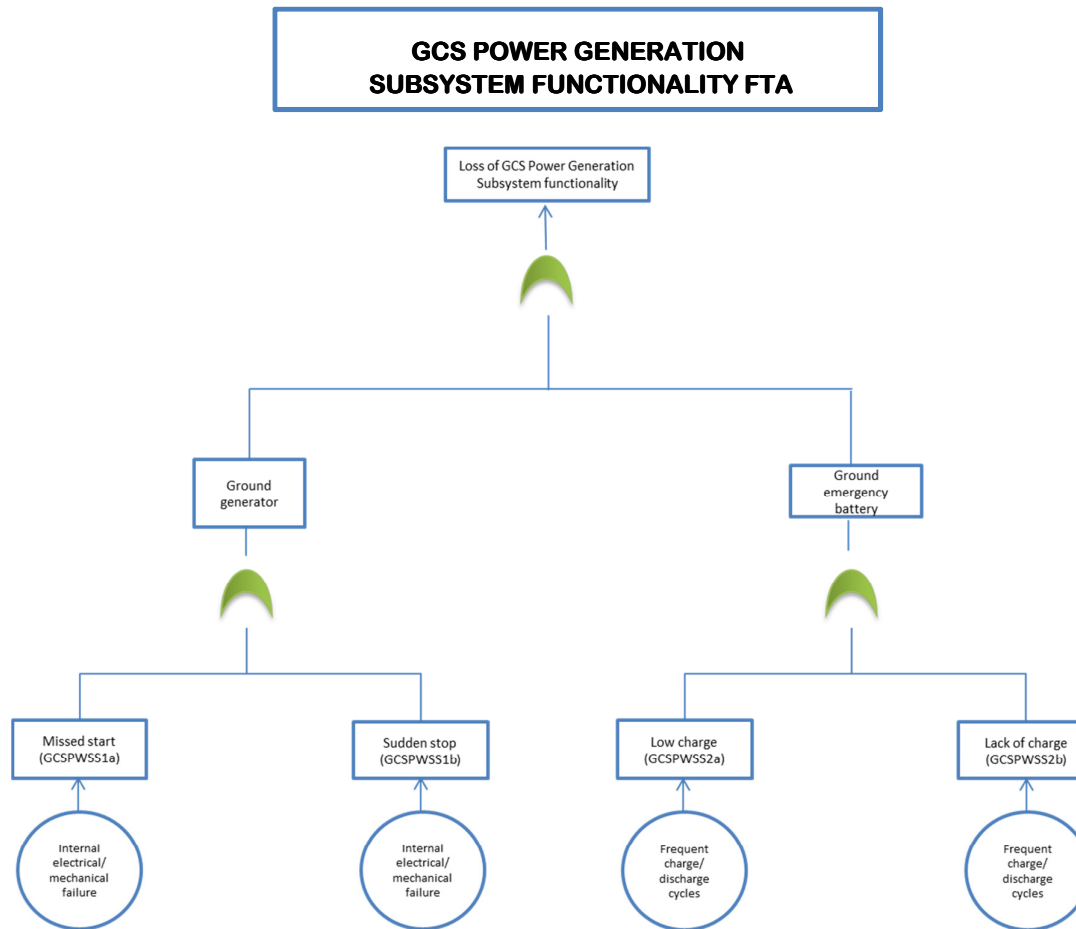 GCS POWER GENERATION
SUBSYSTEM FUNCTIONALITY FTA
Loss of GCS Power Generation
Subsystem functionality
Ground
generator
Ground
emergency
battery
Missed start
(GCSPWSS1a)
Sudden stop
(GCSPWSS1b)
Low charge
(GCSPWSS2a)
Lack of charge
(GCSPWSS2b)
Internal
electrical/
mechanical
failure
Internal
electrical/
mechanical
failure
Frequent
charge/
discharge
cycles
Frequent
charge/
discharge
cycles